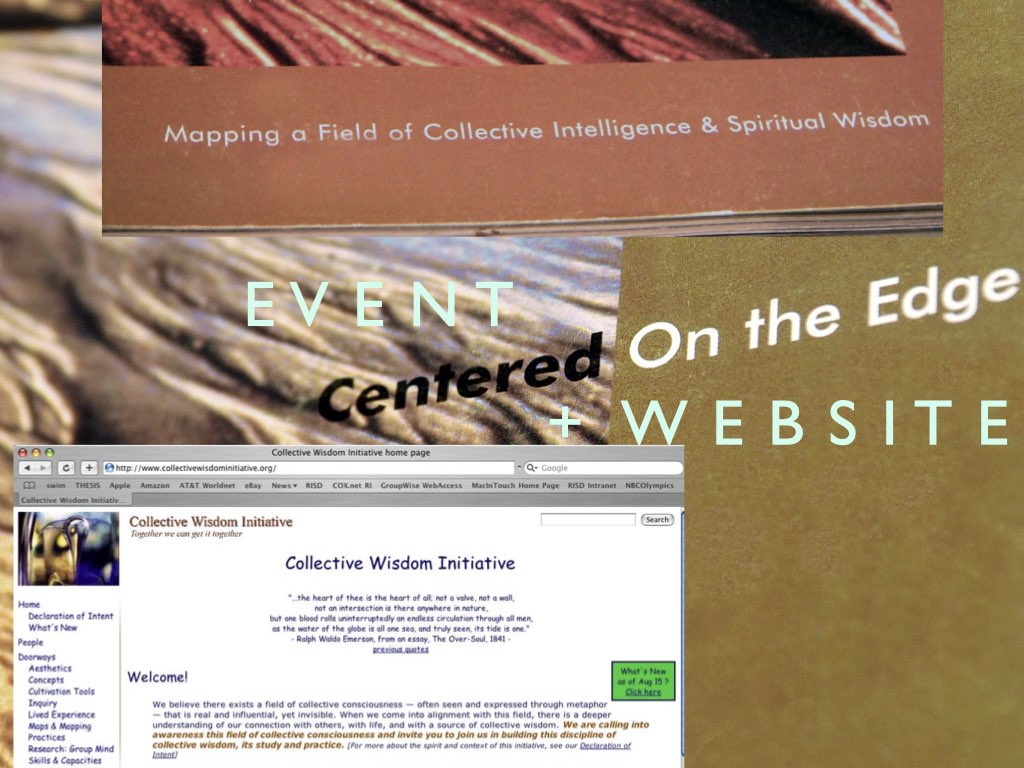 Mapping a Field of Collective Intelligence & Spiritual Wisdom
EVENT
Centered On the Edge
+ WEBSITE
Collective Wisdom Initiative home page
http://www.collectivewisdominitiative.org/
Google
swim THESIS Apple Amazon AT&T Worldnet eBay News RISD COX.net RI GroupWise WebAccess MacInTouch Home Page RISD Intranet NBCOlympics
Collective Wisdom Initiativ...
Collective Wisdom Initiative
Together we can get it together
Search
Collective Wisdom Initiative
"...the heart of thee is the heart of all; not a valve, not a wall,
not an intersection is there anywhere in nature,
but one blood rolls uninterruptedly an endless circulation through all men,
as the water of the globe is all one sea, and truly seen, its tide is one."
- Ralph Waldo Emerson, from an essay, The Over-Soul, 1841 -
previous quotes
Home
Declaration of Intent
What's New
People
Doorways
Aesthetics
Concepts
Cultivation Tools
Inquiry
Lived Experience
Maps & Mapping
Practices
Research: Group Mind
Skills & Capacities
What's New
as of Aug 15 ?
Click here
Welcome!
We believe there exists a field of collective consciousness — often seen and expressed through metaphor
— that is real and influential, yet invisible. When we come into alignment with this field, there is a deeper
understanding of our connection with others, with life, and with a source of collective wisdom. We are calling into
awareness this field of collective consciousness and invite you to join us in building this discipline of
collective wisdom, its study and practice. [For more about the spirit and context of this initiative, see our Declaration of
Intent]